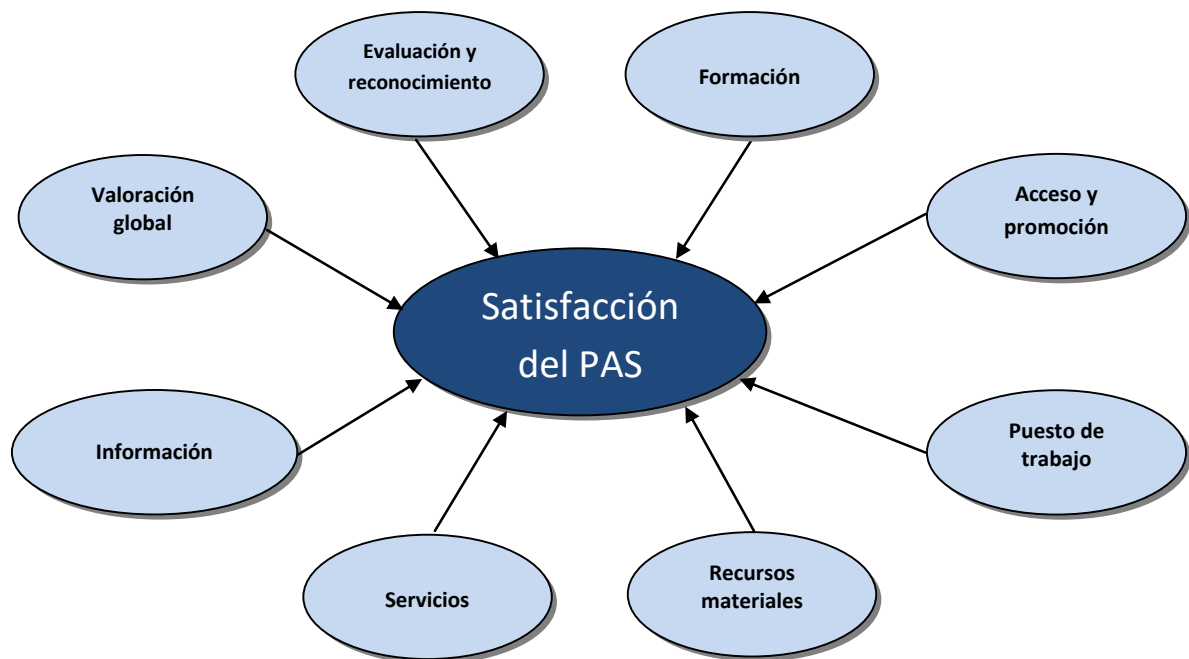 Evaluación y
reconocimiento
Formación
Valoración
global
Acceso y
promoción
Satisfacción
del PAS
Información
Puesto de
trabajo
Servicios
Recursos
materiales